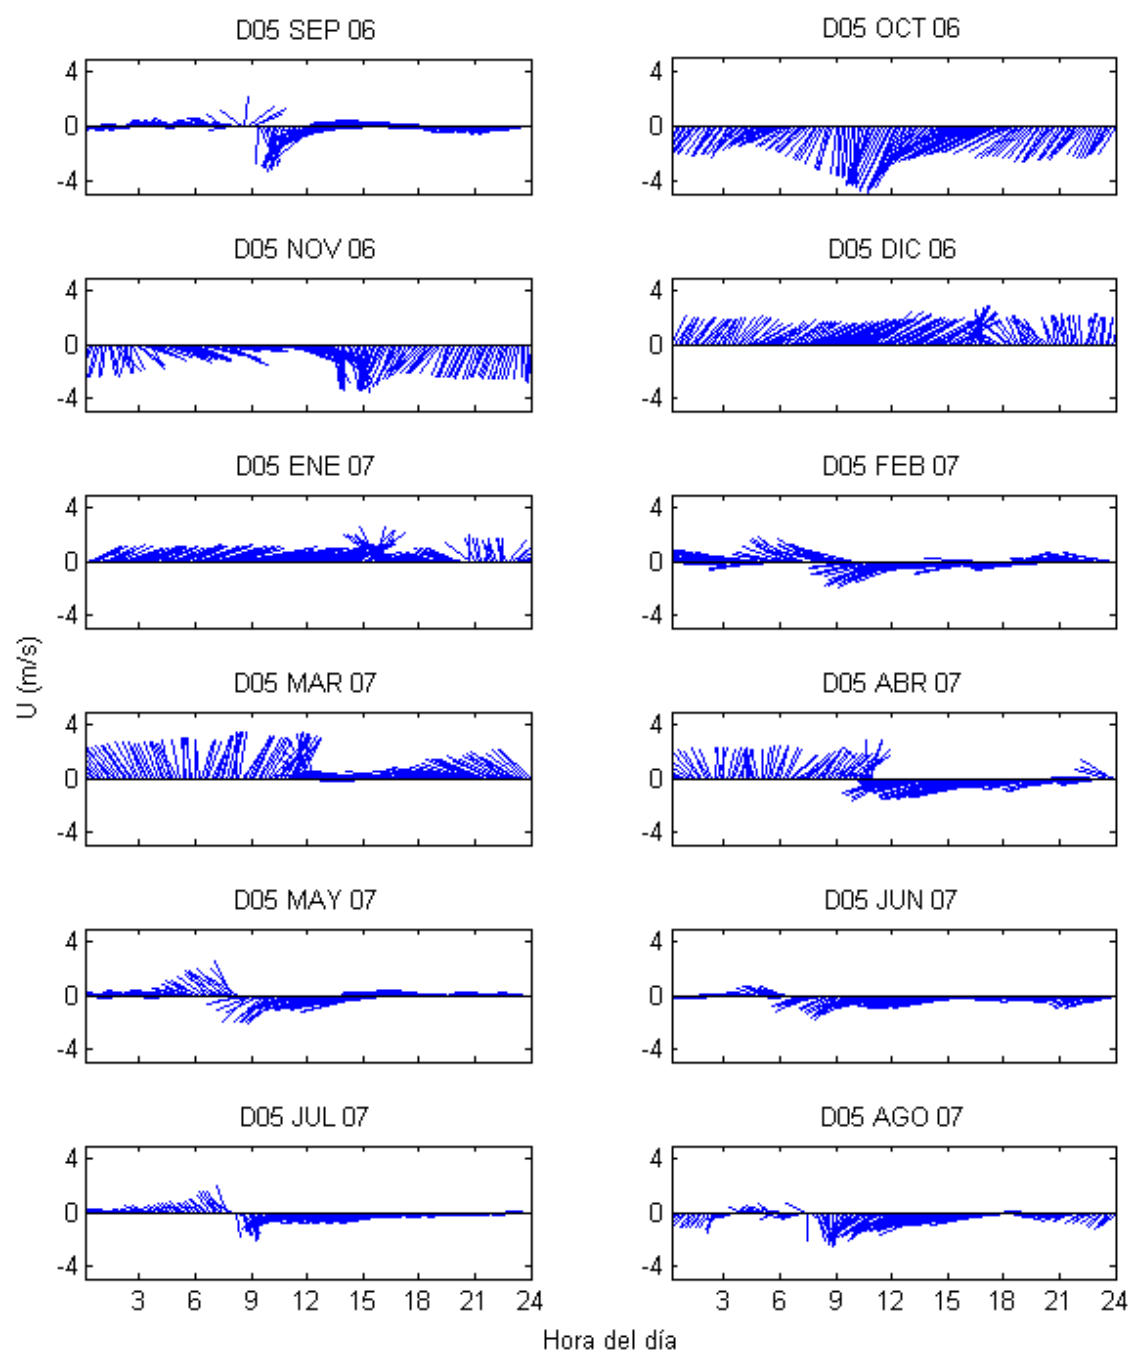 D05 SEP 06
D05 OCT 06
4
0
-4
4
0
-4
D05 NOV 06
D05 DIC 06
4
0
-4
4
0
-4
D05 ENE 07
D05 FEB 07
4
0
-4
4
0
-4
U (m/s)
D05 MAR 07
D05 ABR 07
4
0
-4
4
0
-4
D05 MAY 07
D05 JUN 07
4
0
-4
4
0
-4
D05 JUL 07
D05 AGO 07
4
0
-4
4
0
-4
3 6 9 12 15 18 21 24
3 6 9 12 15 18 21 24
Hora del día